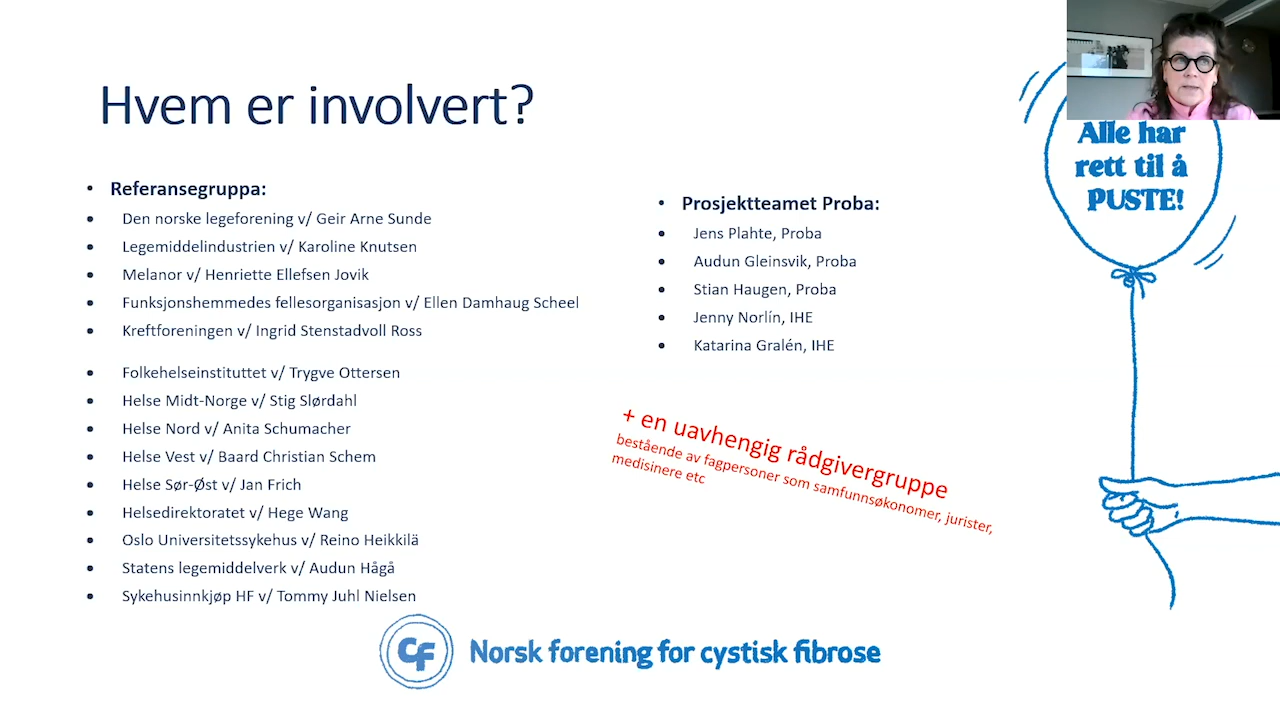 Hvem er involvert?
• Referansegruppa:
• Den norske legeforening v/ Geir Arne Sunde
• Legemiddelindustrien v/ Karoline Knutsen
• Melanor v/ Henriette Ellefsen Jovik
• Funksjonshemmedes fellesorganisasjon v/ Ellen Damhaug Scheel
• Kreftforeningen v/ Ingrid Stenstadvoll Ross
• Folkehelseinstituttet v/ Trygve Ottersen
• Helse Midt-Norge v/ Stig Slørdahl
• Helse Nord v/ Anita Schumacher
• Helse Vest v/ Baard Christian Schem
• Helse Sør-Øst v/ Jan Frich
• Helsedirektoratet v/ Hege Wang
• Oslo Universitetssykehus v/ Reino Heikkilä
• Statens legemiddelverk v/ Audun Hågå
• Sykehusinnkjøp HF v/ Tommy Juhl Nielsen
• Prosjektteamet Proba:
• Jens Plahte, Proba
• Audun Gleinsvik, Proba
• Stian Haugen, Proba
• Jenny Norlín, IHE
• Katarina Gralén, IHE
+ en uavhengig rådgivergruppe
bestående av fagpersoner som samfunnsøkonomer, jurister,
medisinere etc
Alle har
rett til å
PUSTE!
CF
Norsk forening for cystisk fibrose